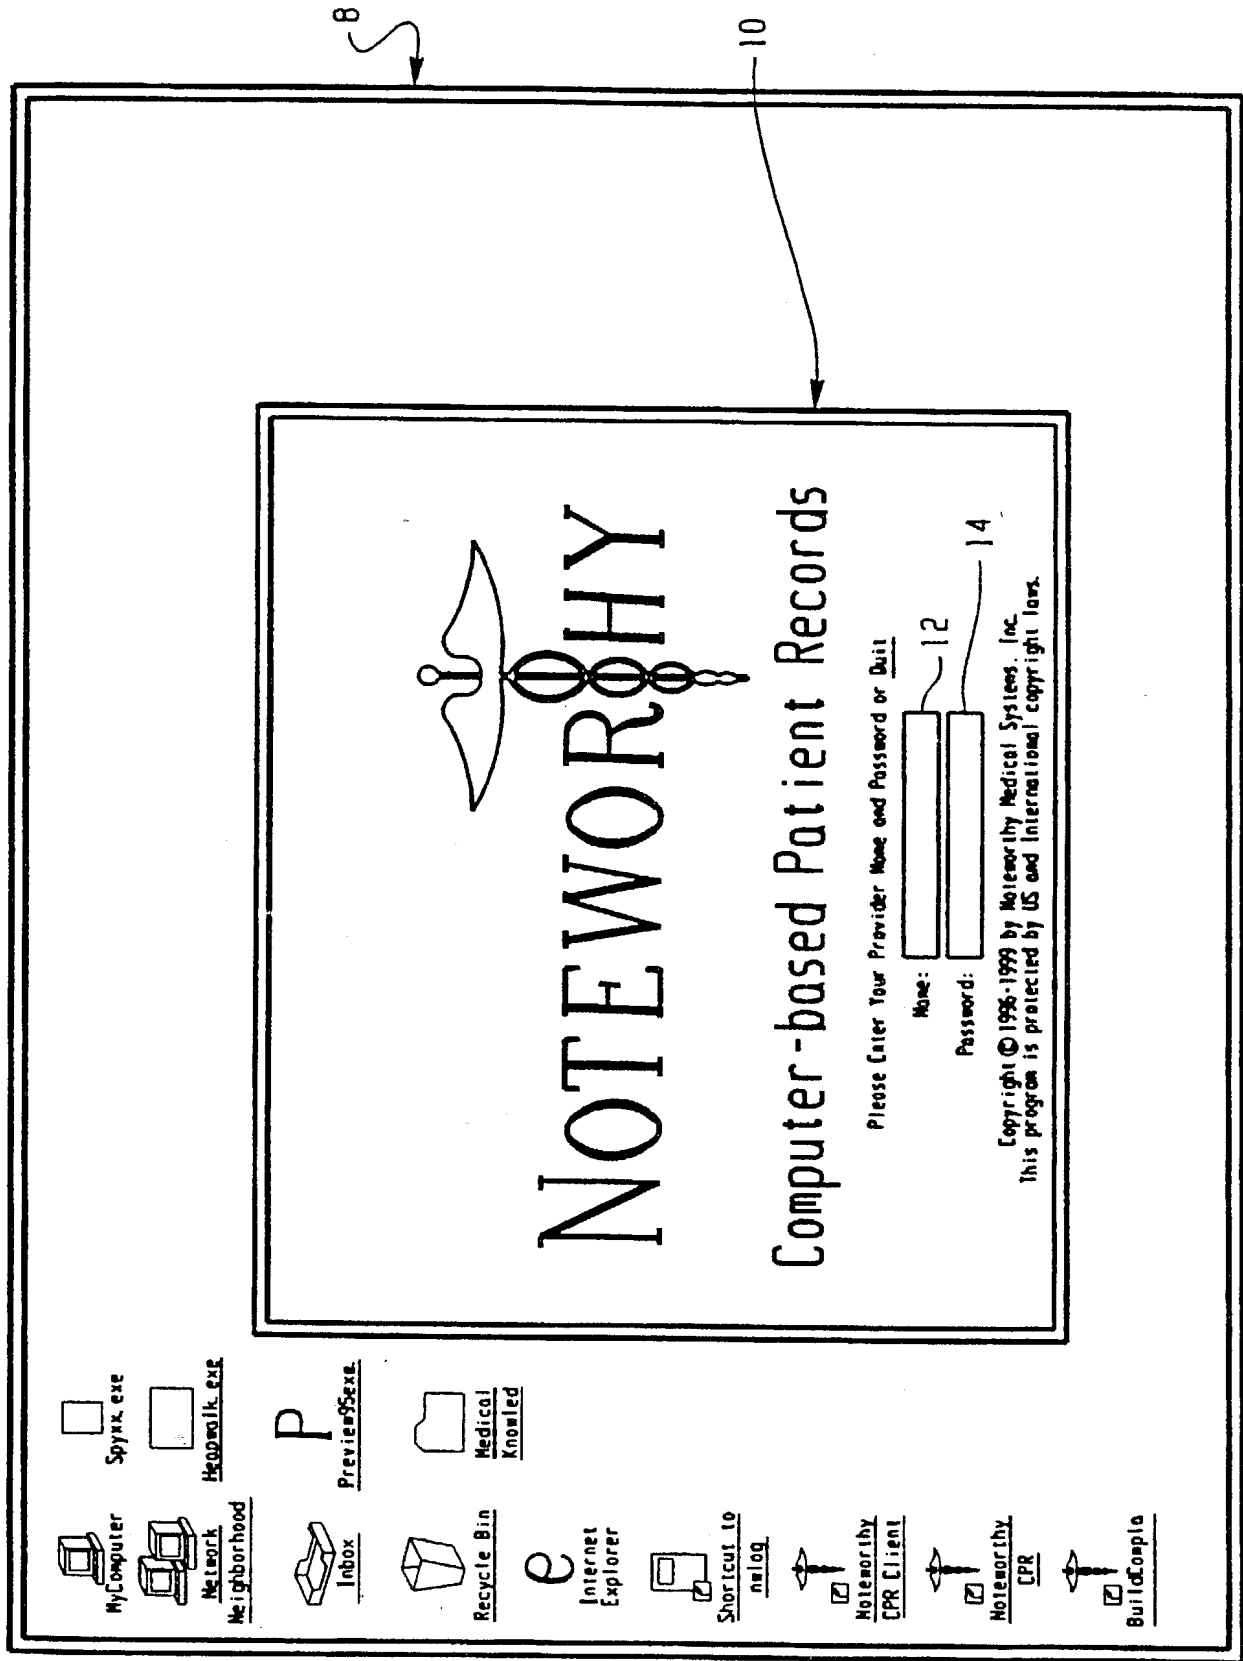 8
10
MyComputer
Spyxx.exe
Network
Neighborhood
Heapwalk.exe
Inbox
Preview95exe.
Recycle Bin
Medical
Knowled
Internet
Explorer
Shortcut to
nmlog
Noteworthy
CPR Client
Noteworthy
CPR
BuildCompla
NOTEWORTHY
Computer-based Patient Records
Please Enter Your Provider Name and Password or Quit
Name:
12
Password:
14
Copyright © 1996-1999 by Noteworthy Medical Systems, Inc.
This program is protected by US and International copyright laws.